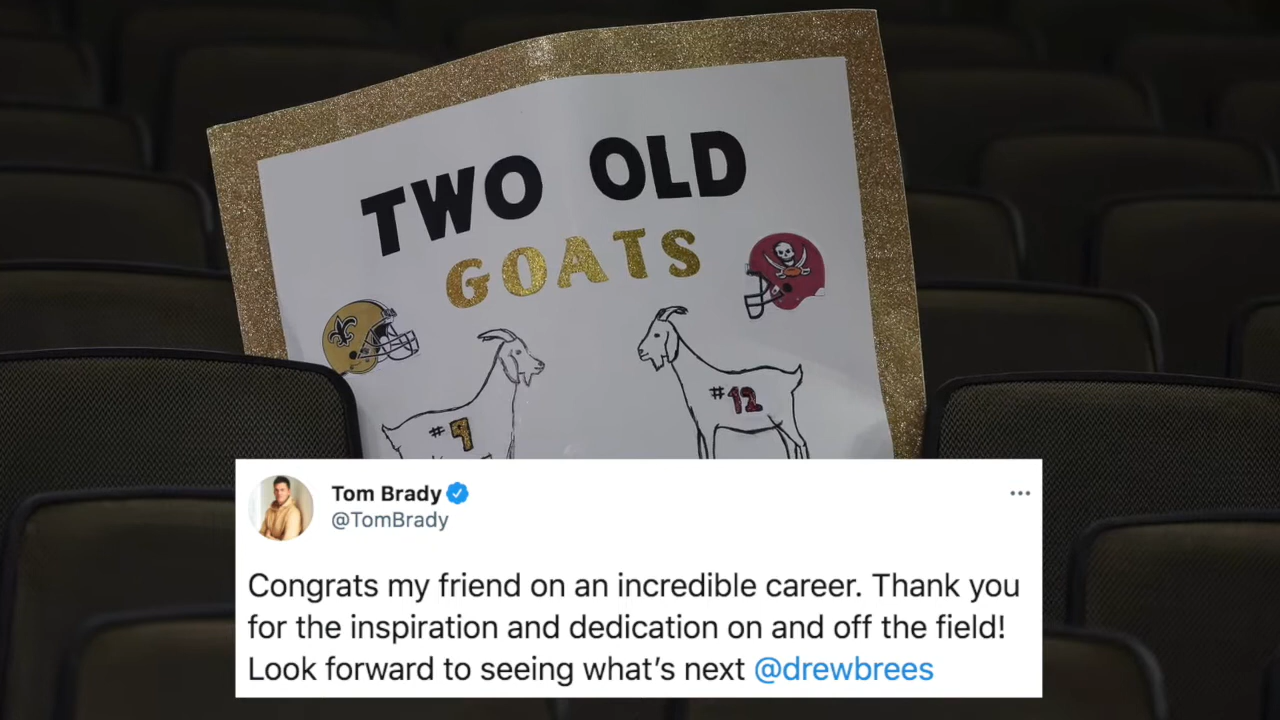 TWO OLD
GOATS
#9
#12
Tom Brady
@TomBrady
Congrats my friend on an incredible career. Thank you
for the inspiration and dedication on and off the field!
Look forward to seeing what's next @drewbrees